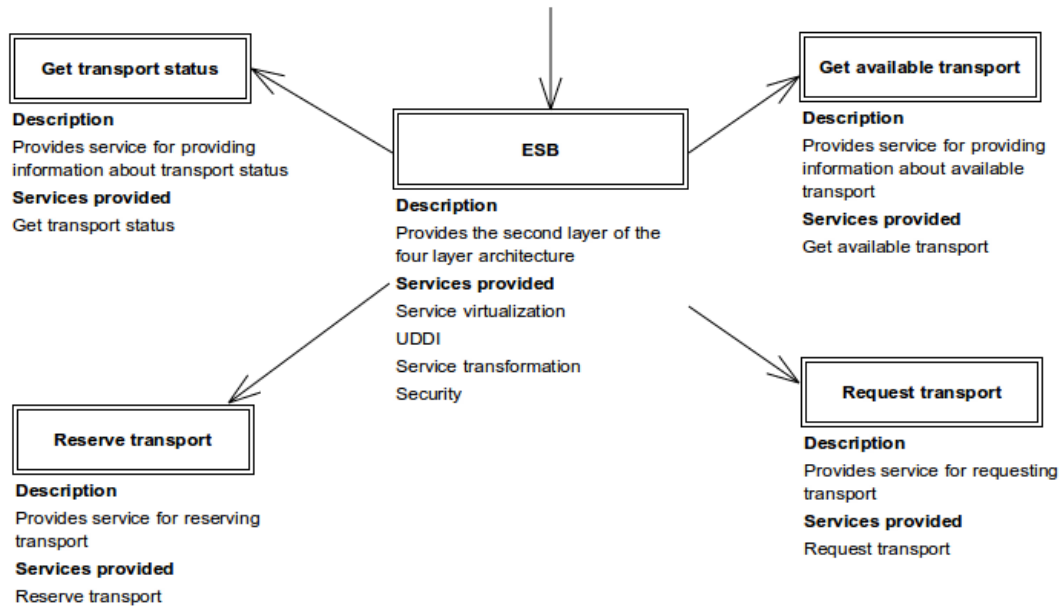 Get transport status
Description
Provides service for providing
information about transport status
Services provided
Get transport status
ESB
Description
Provides the second layer of the
four layer architecture
Services provided
Service virtualization
UDDI
Service transformation
Security
Get available transport
Description
Provides service for providing
information about available
transport
Services provided
Get available transport
Reserve transport
Description
Provides service for reserving
transport
Services provided
Reserve transport
Request transport
Description
Provides service for requesting
transport
Services provided
Request transport